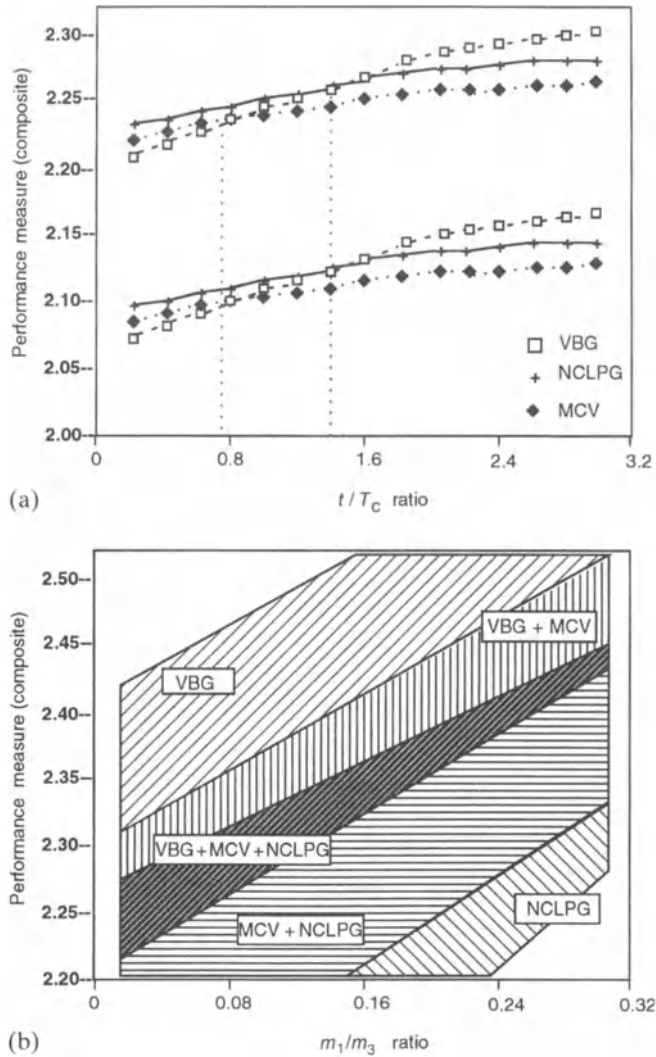 Performance measure (composite)
2.30--
2.25--
2.20--
2.15--
2.10--
2.05--
2.00--
VBG
NCLPG
MCV
0
0.8
1.6
2.4
3.2
(a)
t / Tc ratio
Performance measure (composite)
2.50--
2.45--
2.40--
2.35--
2.30--
2.25--
2.20--
VBG + MCV
VBG
VBG+MCV+NCLPG
NCLPG
MCV + NCLPG
0
0.08
0.16
0.24
0.32
(b)
m1/m3 ratio